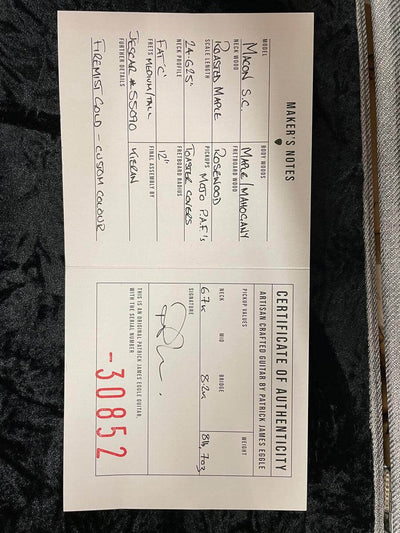 MAKER'S NOTES
MODEL BODY WOODS
MACON S.C. MAPLE/MAHOGANY
NECK WOOD FRETBOARD WOOD
ROASTED MAPLE ROSEWOOD
SCALE LENGTH PICKUPS MOJO P.A.F's
24.625" TOASTER COVERS
NECK PROFILE FRETBOARD RADIUS
FAT 'C' 12"
FRETS MEDIUM/TALL FINAL ASSEMBLY BY
JESCAR #55090 KIERAN
FURTHER DETAILS
FIREMIST GOLD - CUSTOM COLOUR
CERTIFICATE OF AUTHENTICITY
ARTISAN CRAFTED GUITAR BY PATRICK JAMES EGGLE
PICKUP VALUES WEIGHT
NECK MID BRIDGE
6.7K 8.2K 8lb, 7oz
SIGNATURE
THIS IS AN ORIGINAL PATRICK JAMES EGGLE GUITAR,
WITH THE SERIAL NUMBER
-30852